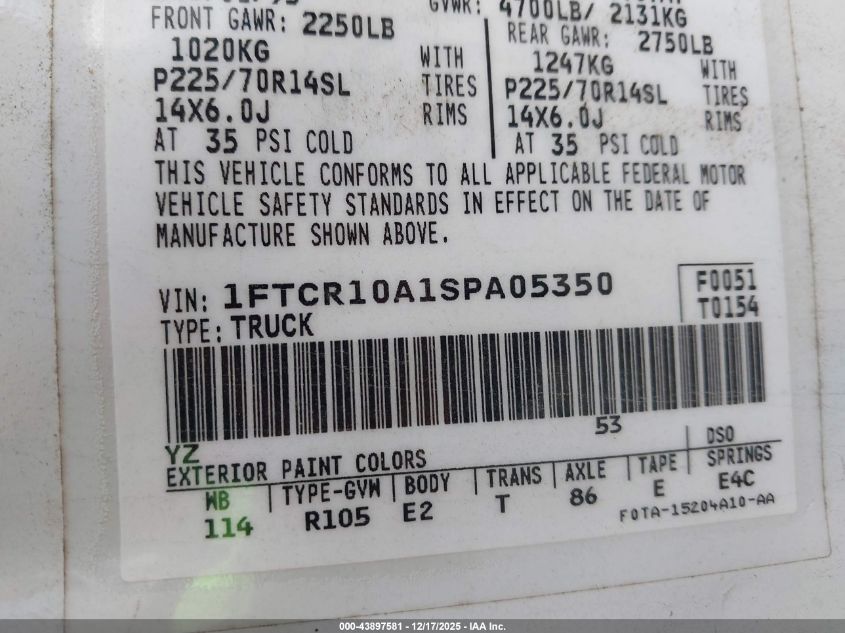 GVWR: 4700LB/ 2131KG
FRONT GAWR: 2250LB
REAR GAWR: 2750LB
1020KG WITH
1247KG WITH
P225/70R14SL TIRES
P225/70R14SL TIRES
14X6.0J RIMS
14X6.0J RIMS
AT 35 PSI COLD
AT 35 PSI COLD
THIS VEHICLE CONFORMS TO ALL APPLICABLE FEDERAL MOTOR
VEHICLE SAFETY STANDARDS IN EFFECT ON THE DATE OF
MANUFACTURE SHOWN ABOVE.
VIN: 1FTCR10A1SPA05350
F0051
TYPE: TRUCK
T0154
53
YZ
EXTERIOR PAINT COLORS
DSO
WB TYPE-GVW BODY TRANS AXLE TAPE SPRINGS
114 R105 E2 T 86 E E4C
F0TA-15204A10-AA
000-43897581 - 12/17/2025 - IAA Inc.